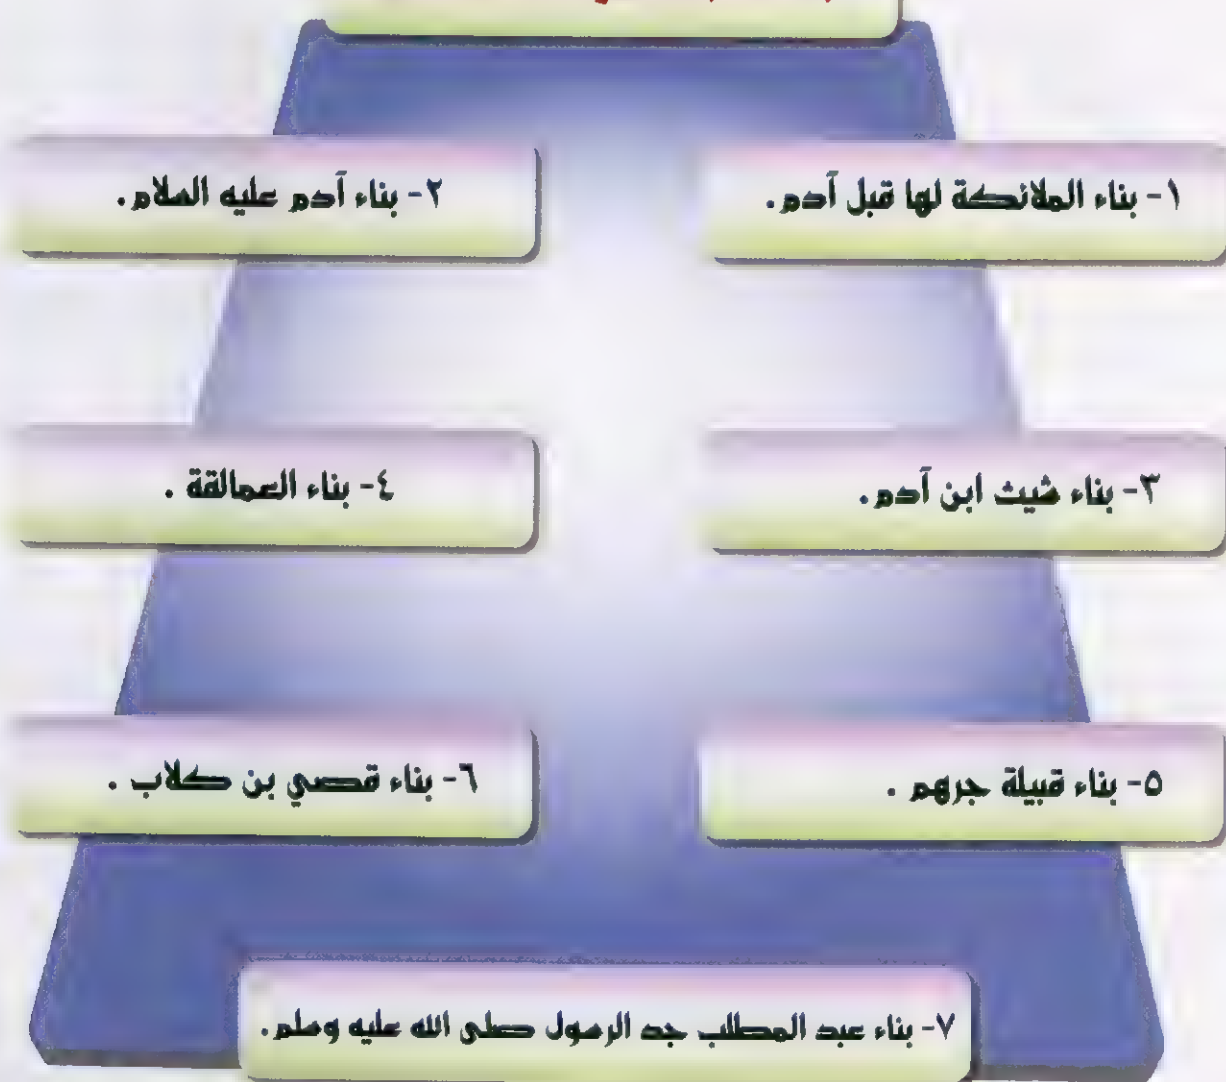 ١- بناء الملائكة لها قبل آدم.
٢- بناء آدم عليه السلام.
٣- بناء شيث ابن آدم.
٤- بناء العمالقة .
٥- بناء قبيلة جرهم .
٦- بناء قصي بن كلاب .
٧- بناء عبد المطلب جد الرسول صلى الله عليه وسلم.